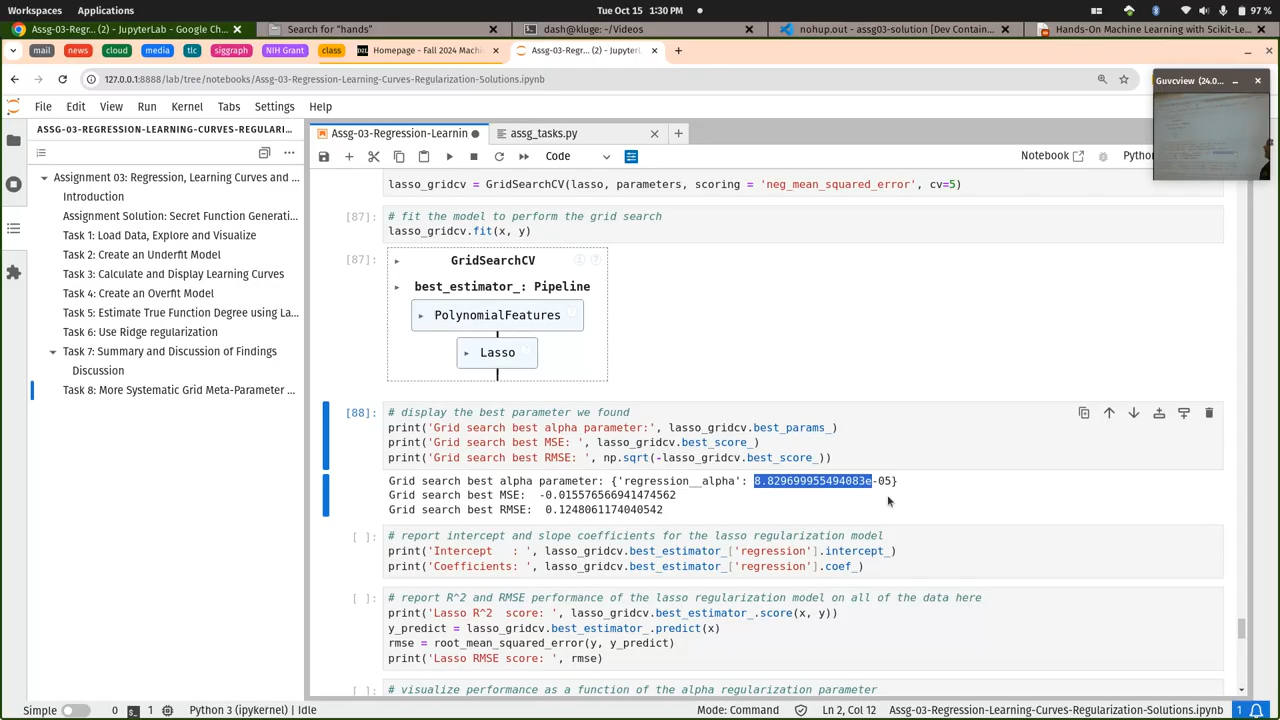 Workspaces Applications Tue Oct 15 1:30 PM 97 %
Assg-03-Regr... (2) - JupyterLab - Google Ch... Search for "hands" dash@kluge: ~/Videos nohup.out - assg03-solution [Dev Contain... Hands-On Machine Learning with Scikit-Le...
mail news cloud media tlc siggraph NIH Grant class Homepage - Fall 2024 Mach... Assg-03-Regr... (2) - JupyterL
127.0.0.1:8888/lab/tree/notebooks/Assg-03-Regression-Learning-Curves-Regularization-Solutions.ipynb
Guvcview (24.0...
File Edit View Run Kernel Tabs Settings Help
ASSG-03-REGRESSION-LEARNING-CURVES-REGULARI...
Assg-03-Regression-Learnin assg_tasks.py
Code Notebook Python
Assignment 03: Regression, Learning Curves and ...
Introduction
Assignment Solution: Secret Function Generati...
Task 1: Load Data, Explore and Visualize
Task 2: Create an Underfit Model
Task 3: Calculate and Display Learning Curves
Task 4: Create an Overfit Model
Task 5: Estimate True Function Degree using La...
Task 6: Use Ridge regularization
Task 7: Summary and Discussion of Findings
Discussion
Task 8: More Systematic Grid Meta-Parameter ...
lasso_gridcv = GridSearchCV(lasso, parameters, scoring = 'neg_mean_squared_error', cv=5)
[87]: # fit the model to perform the grid search
lasso_gridcv.fit(x, y)
[87]: GridSearchCV
best_estimator_: Pipeline
PolynomialFeatures
Lasso
[88]: # display the best parameter we found
print('Grid search best alpha parameter:', lasso_gridcv.best_params_)
print('Grid search best MSE: ', lasso_gridcv.best_score_)
print('Grid search best RMSE: ', np.sqrt(-lasso_gridcv.best_score_))
Grid search best alpha parameter: {'regression__alpha': 8.829699955494083e-05}
Grid search best MSE: -0.015576566941474562
Grid search best RMSE: 0.1248061174040542
[ ]: # report intercept and slope coefficients for the lasso regularization model
print('Intercept : ', lasso_gridcv.best_estimator_['regression'].intercept_)
print('Coefficients: ', lasso_gridcv.best_estimator_['regression'].coef_)
[ ]: # report R^2 and RMSE performance of the lasso regularization model on all of the data here
print('Lasso R^2 score: ', lasso_gridcv.best_estimator_.score(x, y))
y_predict = lasso_gridcv.best_estimator_.predict(x)
rmse = root_mean_squared_error(y, y_predict)
print('Lasso RMSE score: ', rmse)
[ ]: # visualize performance as a function of the alpha regularization parameter
Simple 0 1 Python 3 (ipykernel) | Idle Mode: Command Ln 2, Col 12 Assg-03-Regression-Learning-Curves-Regularization-Solutions.ipynb 1